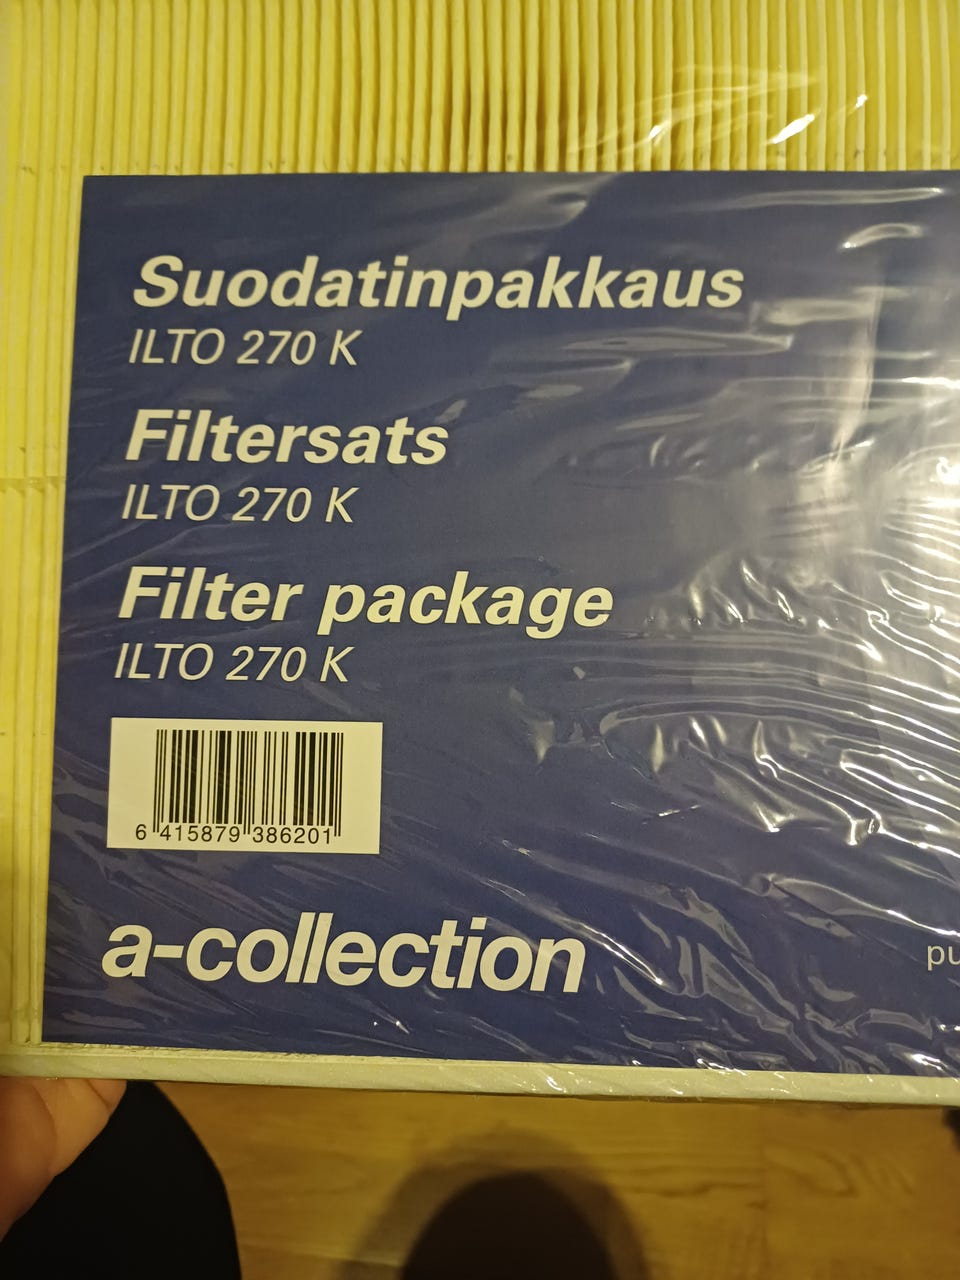 Suodatinpakkaus
ILTO 270 K
Filtersats
ILTO 270 K
Filter package
ILTO 270 K
6 415879 386201
a-collection